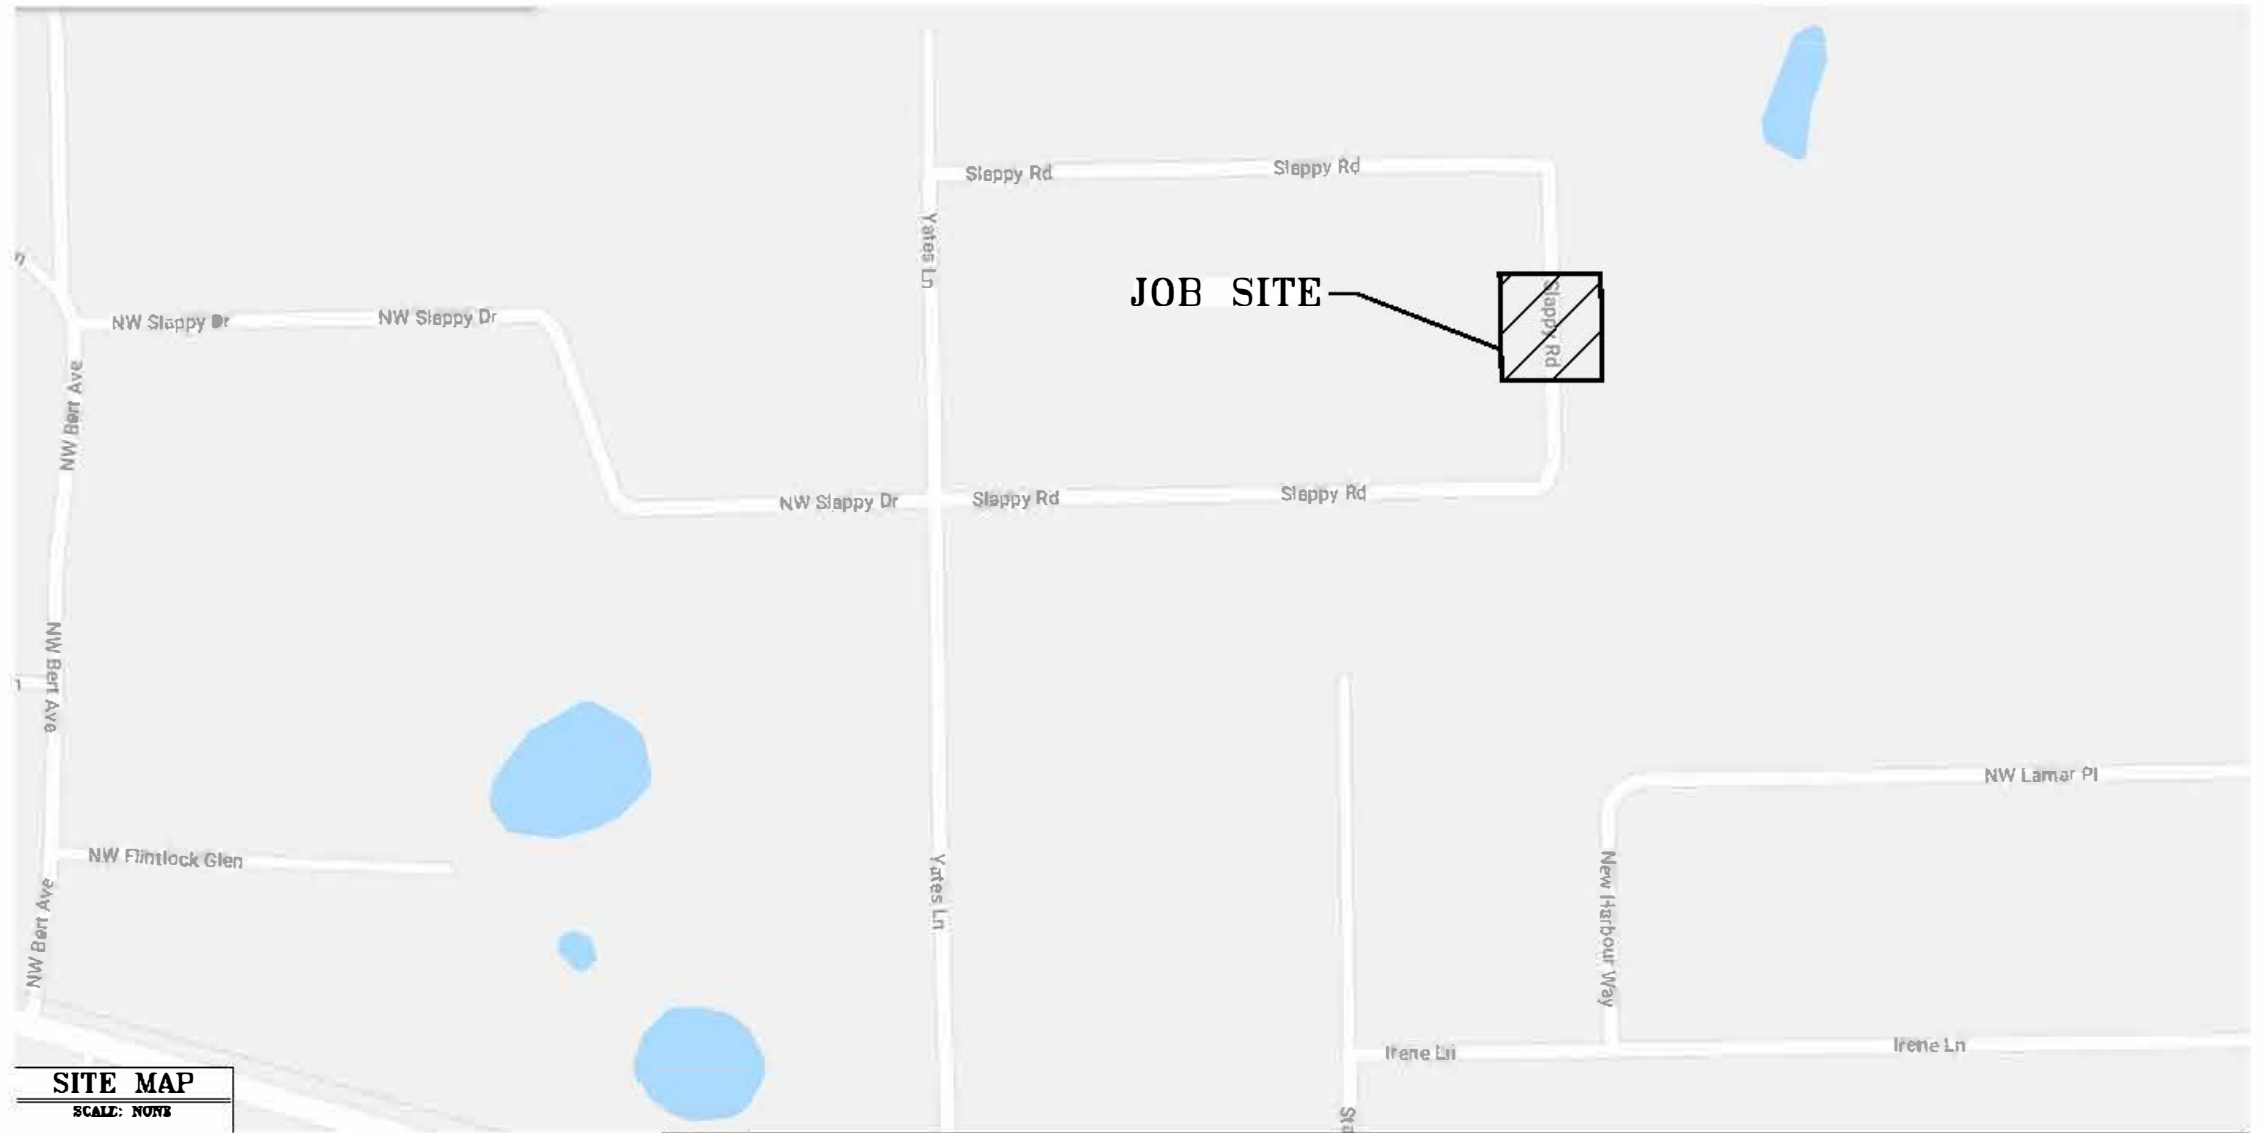 Slappy Rd
Slappy Rd
Yates Ln
JOB SITE
Slappy Rd
NW Slappy Dr
NW Slappy Dr
NW Bert Ave
NW Slappy Dr
Slappy Rd
Slappy Rd
NW Bert Ave
NW Lamar Pl
NW Flintlock Glen
Yates Ln
New Harbour Way
NW Bert Ave
Irene Ln
Irene Ln
SITE MAP
SCALE: NONE